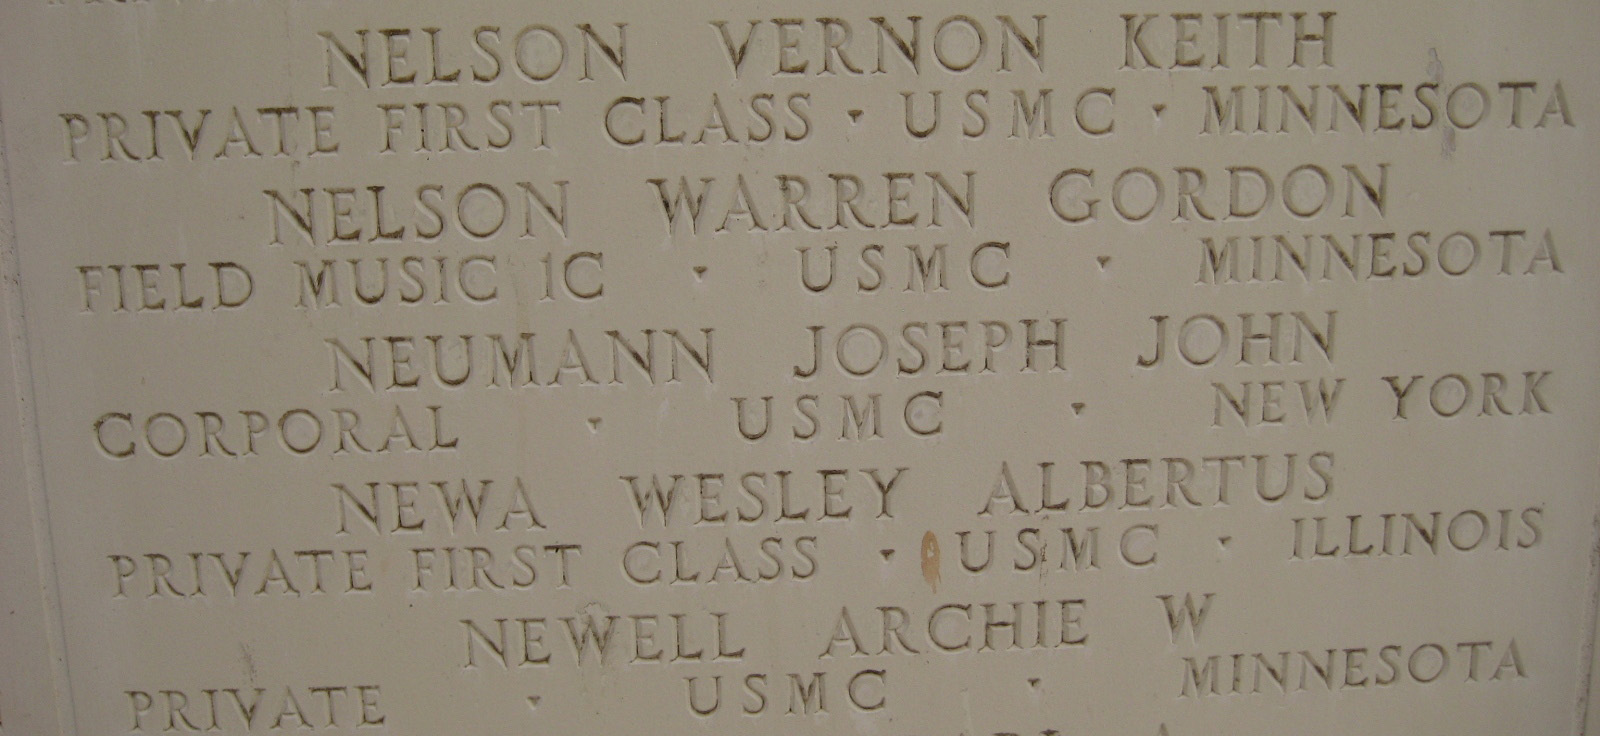 NELSON VERNON KEITH
PRIVATE FIRST CLASS · USMC · MINNESOTA
NELSON WARREN GORDON
FIELD MUSIC 1C · USMC · MINNESOTA
NEUMANN JOSEPH JOHN
CORPORAL · USMC · NEW YORK
NEWA WESLEY ALBERTUS
PRIVATE FIRST CLASS · USMC · ILLINOIS
NEWELL ARCHIE W
PRIVATE · USMC · MINNESOTA